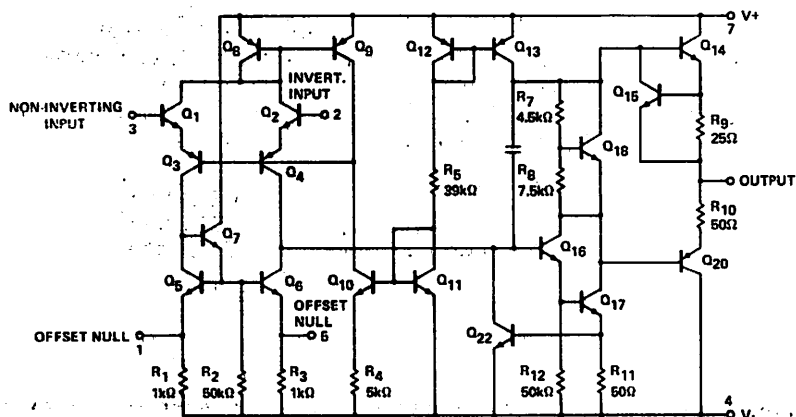 V+
7
Q8
Q9
Q12
Q13
Q14
NON-INVERTING
INPUT
3
Q1
INVERT.
INPUT
Q2
2
R7
4.5kΩ
Q15
R9
25Ω
Q3
Q4
Q18
R5
39kΩ
R8
7.5kΩ
OUTPUT
R10
50Ω
Q7
Q16
Q20
Q5
Q6
Q10
Q11
Q17
OFFSET
NULL
5
Q22
OFFSET NULL
1
R1
1kΩ
R2
50kΩ
R3
1kΩ
R4
5kΩ
R12
50kΩ
R11
50Ω
4
V-